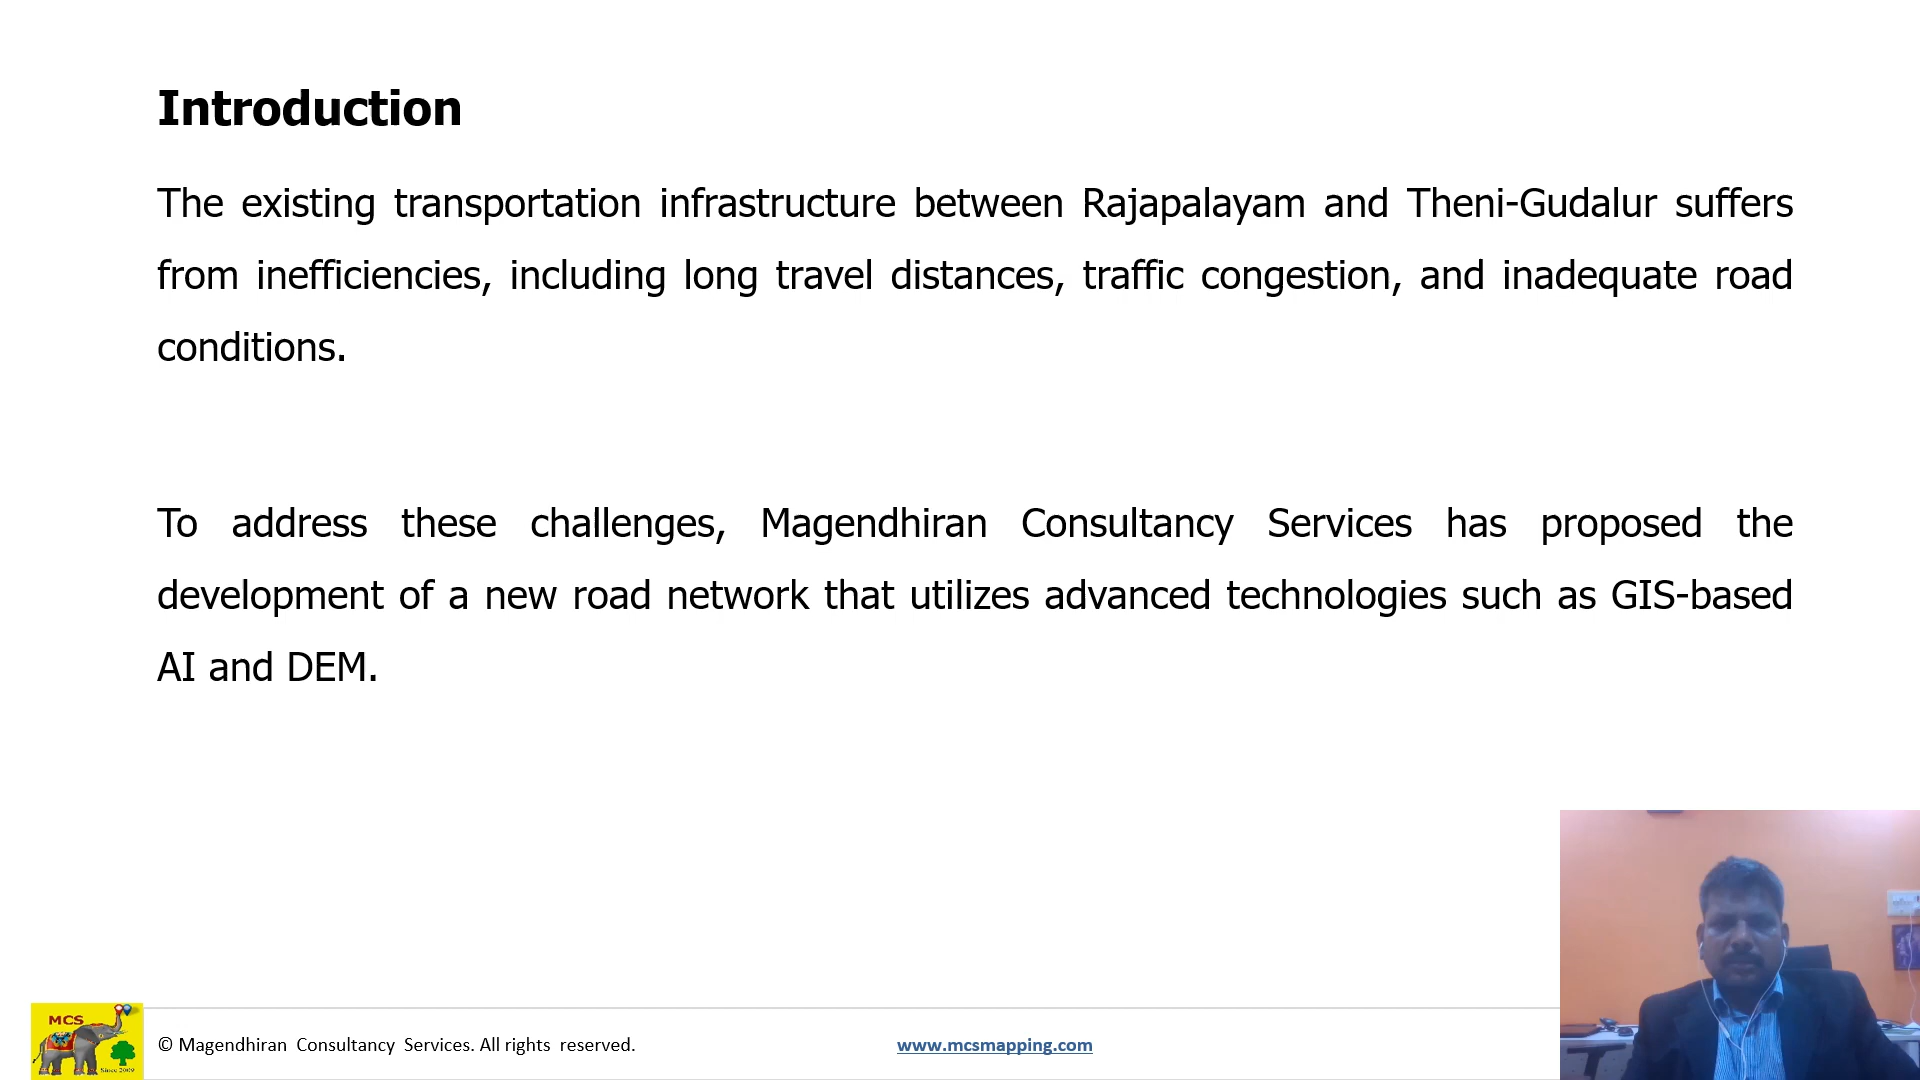 Introduction
The existing transportation infrastructure between Rajapalayam and Theni-Gudalur suffers
from inefficiencies, including long travel distances, traffic congestion, and inadequate road
conditions.
To address these challenges, Magendhiran Consultancy Services has proposed the
development of a new road network that utilizes advanced technologies such as GIS-based
AI and DEM.
MCS
Since 2009
© Magendhiran Consultancy Services. All rights reserved.
www.mcsmapping.com